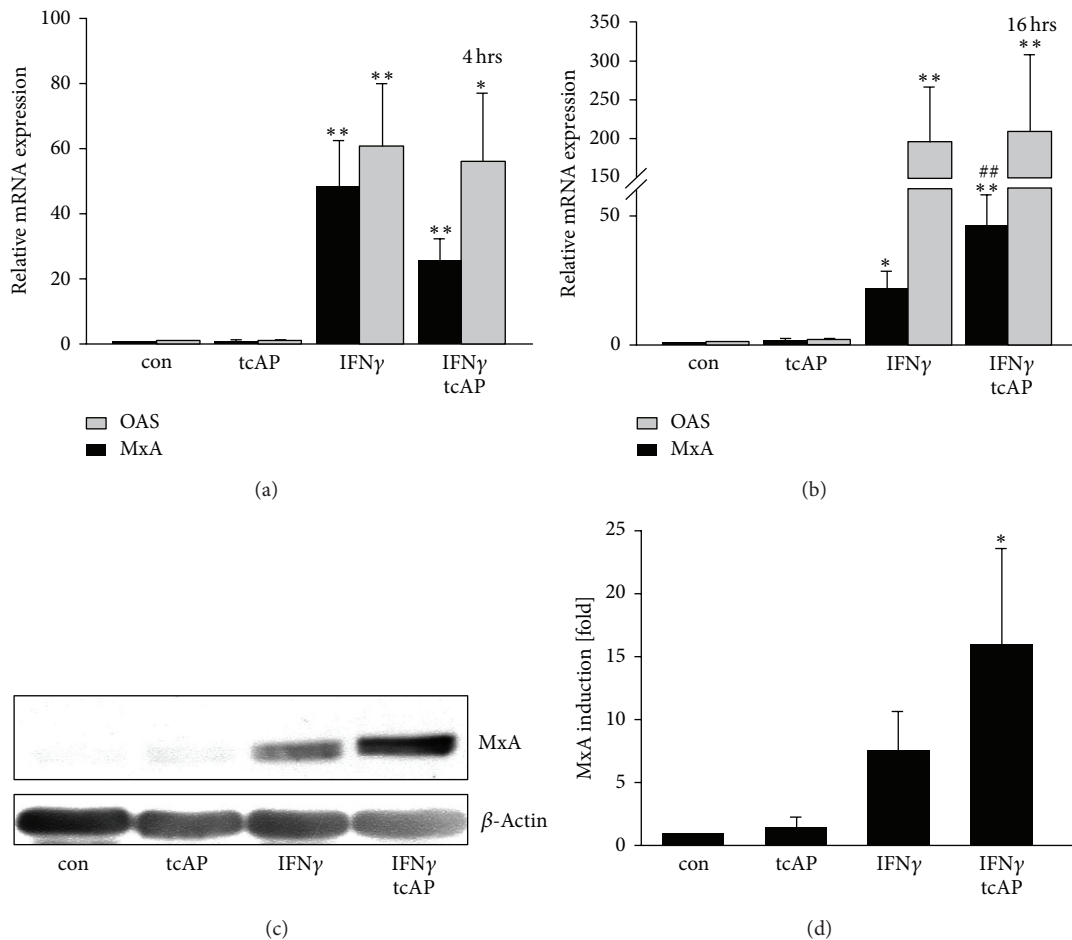 100
80
60
40
20
0
Relative mRNA expression
4 hrs
**
**
**
*
con
tcAP
IFNγ
IFNγ
tcAP
OAS
MxA
(a)
350
300
250
200
150
50
0
Relative mRNA expression
16 hrs
**
**
##
**
*
con
tcAP
IFNγ
IFNγ
tcAP
OAS
MxA
(b)
MxA
β-Actin
con
tcAP
IFNγ
IFNγ
tcAP
(c)
25
20
15
10
5
0
MxA induction [fold]
*
con
tcAP
IFNγ
IFNγ
tcAP
(d)